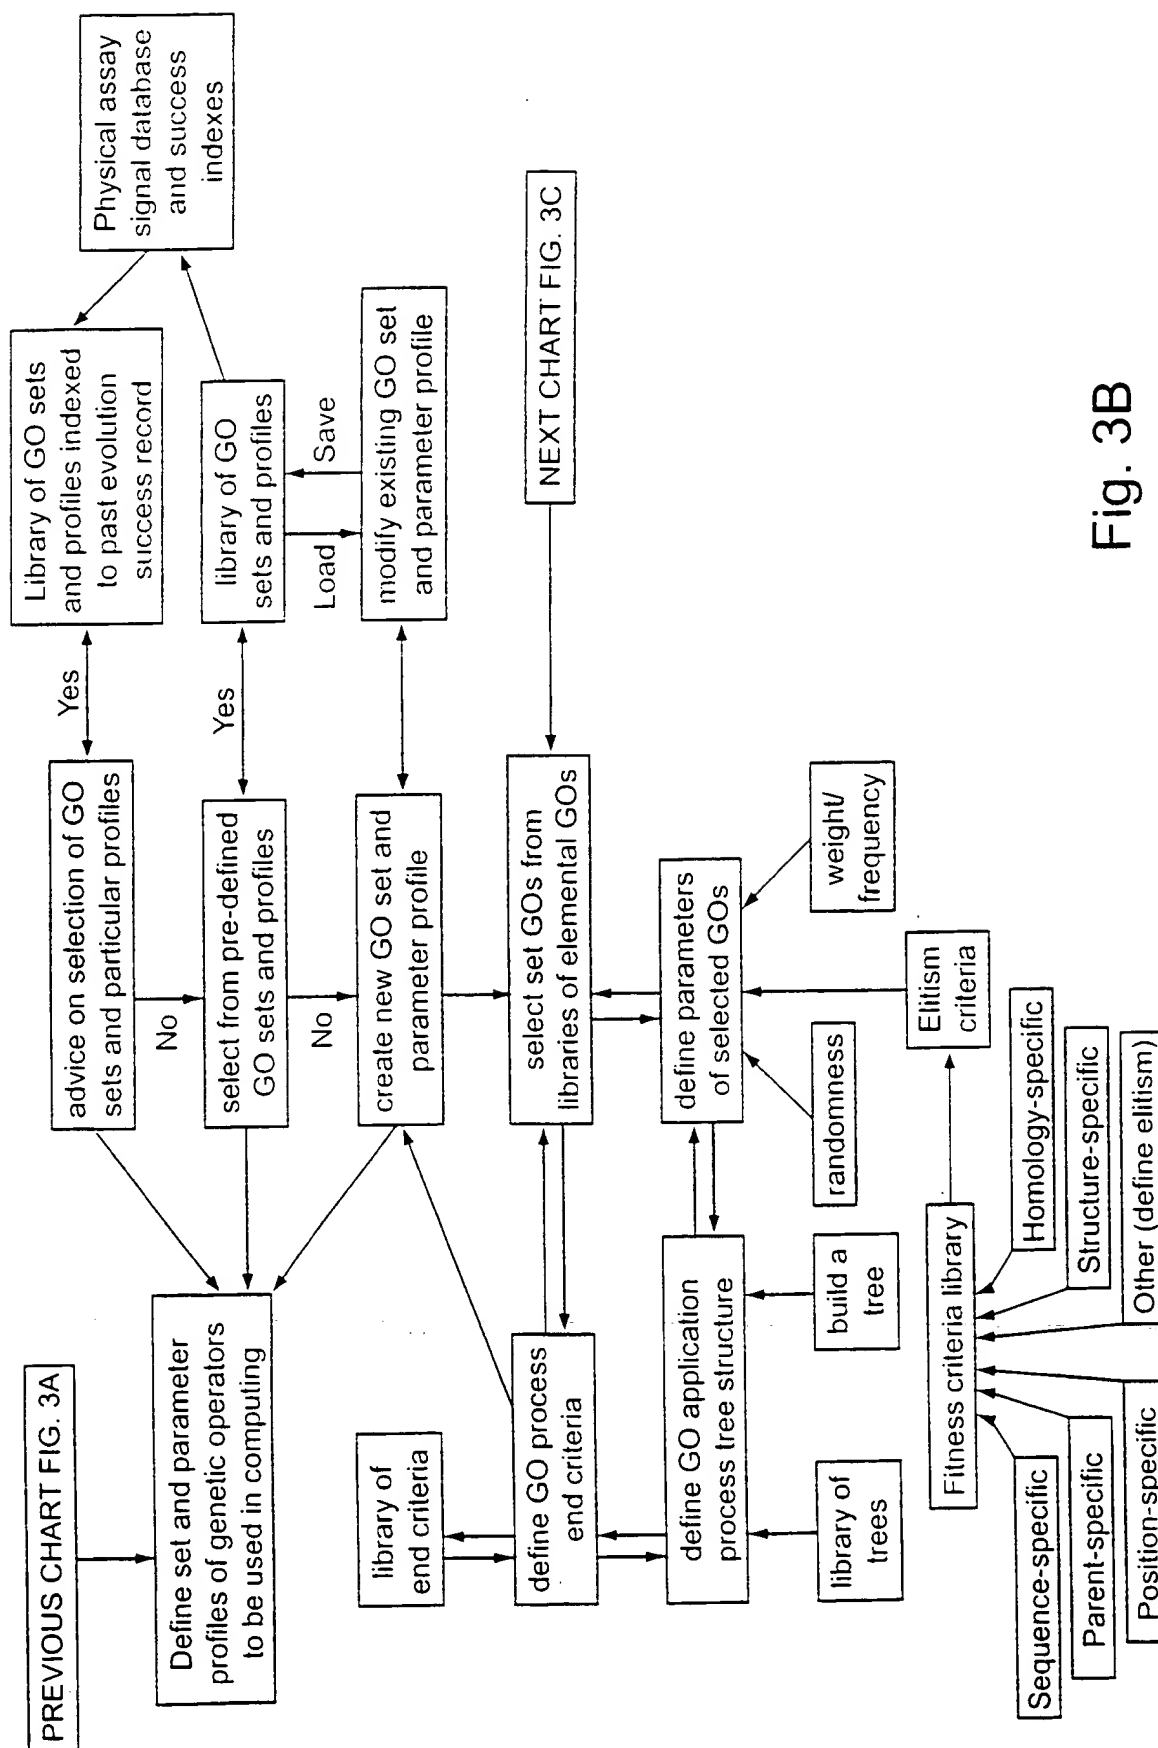 PREVIOUS CHART FIG. 3A
Define set and parameter
profiles of genetic operators
to be used in computing
advice on selection of GO
sets and particular profiles
Yes
Library of GO sets
and profiles indexed
to past evolution
success record
Physical assay
signal database
and success
indexes
No
select from pre-defined
GO sets and profiles
Yes
library of GO
sets and profiles
No
Load
Save
create new GO set and
parameter profile
modify existing GO set
and parameter profile
library of
end criteria
define GO process
end criteria
select set GOs from
libraries of elemental GOs
NEXT CHART FIG. 3C
define GO application
process tree structure
define parameters
of selected GOs
library of
trees
build a
tree
randomness
weight/
frequency
Elitism
criteria
Fitness criteria library
Sequence-specific
Parent-specific
Position-specific
Homology-specific
Structure-specific
Other (define elitism)
Fig. 3B